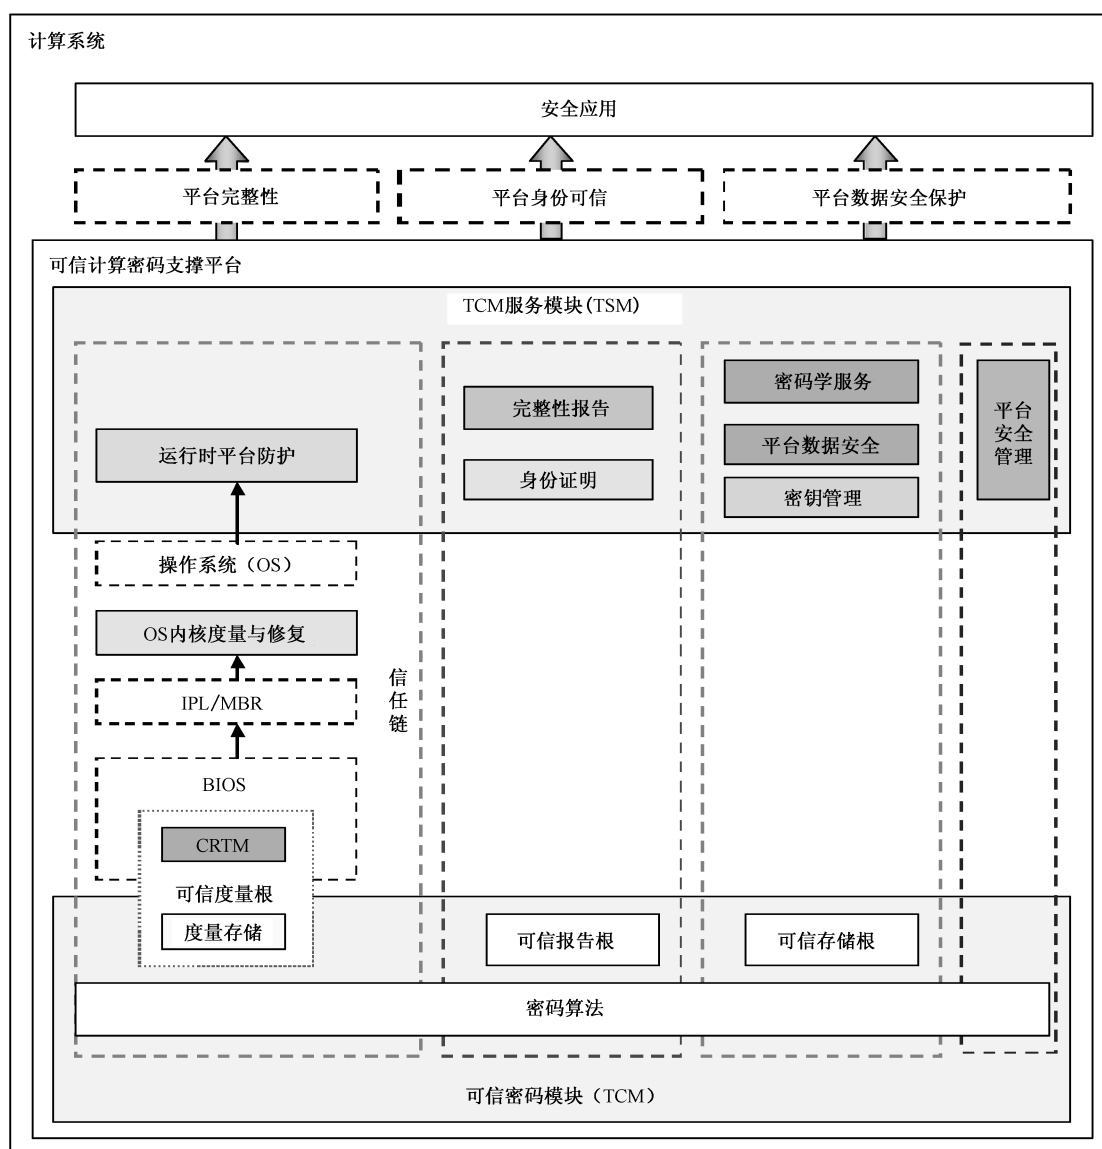 计算系统
安全应用
平台完整性
平台身份可信
平台数据安全保护
可信计算密码支撑平台
TCM服务模块(TSM)
运行时平台防护
完整性报告
身份证明
密码学服务
平台数据安全
密钥管理
平台
安全
管理
操作系统（OS）
OS内核度量与修复
IPL/MBR
信
任
链
BIOS
CRTM
可信度量根
度量存储
可信报告根
可信存储根
密码算法
可信密码模块（TCM）